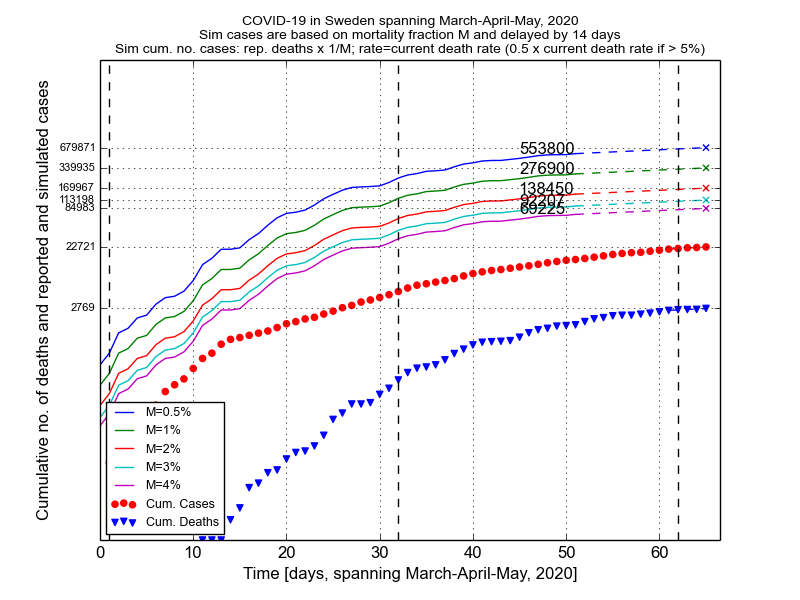 COVID-19 in Sweden spanning March-April-May, 2020
Sim cases are based on mortality fraction M and delayed by 14 days
Sim cum. no. cases: rep. deaths x 1/M; rate=current death rate (0.5 x current death rate if > 5%)
Cumulative no. of deaths and reported and simulated cases
679871
339935
169967
113198
84983
22721
2769
553800
276900
138450
92207
69225
M=0.5%
M=1%
M=2%
M=3%
M=4%
Cum. Cases
Cum. Deaths
0 10 20 30 40 50 60
Time [days, spanning March-April-May, 2020]